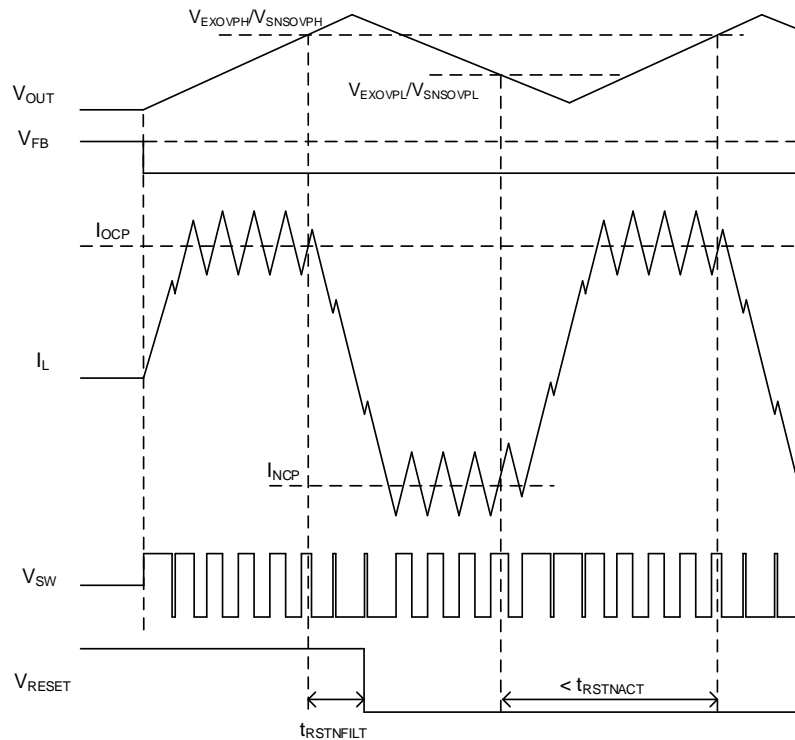 VEXOVPH/VSNSOVPH
VEXOVPL/VSNSOVPL
VOUT
VFB
IOCP
IL
INCP
VSW
VRESET
< tRSTNACT
tRSTNFILT